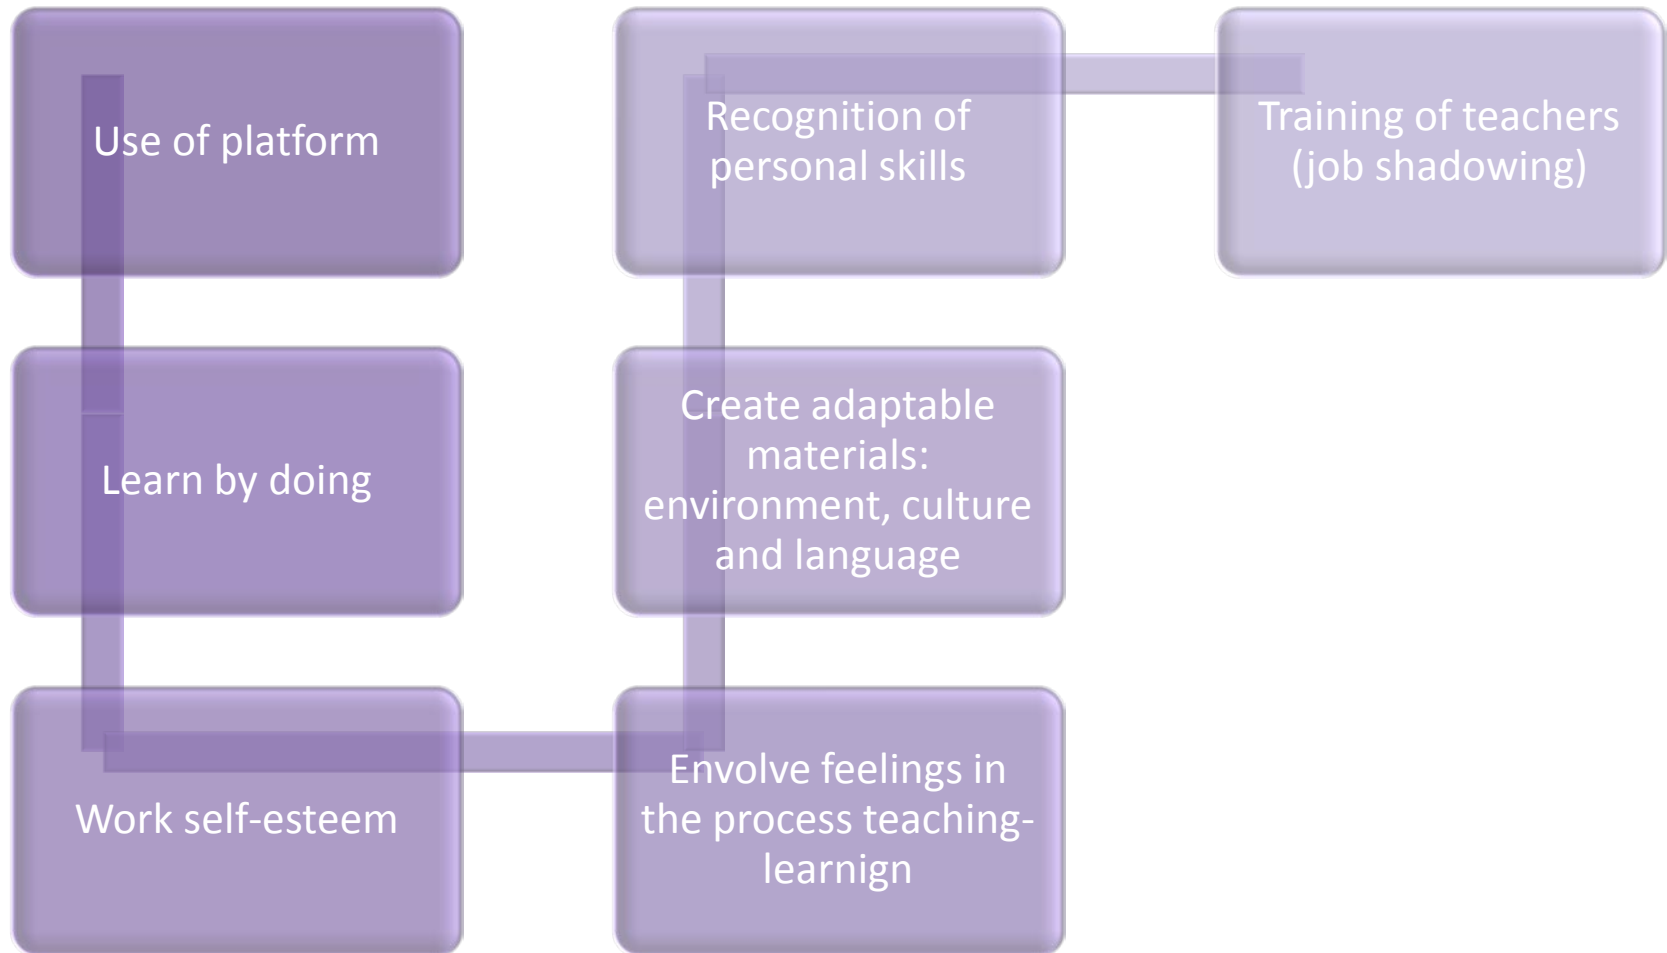 Use of platform
Learn by doing
Work self-esteem
Envolve feelings in
the process teaching-
learnign
Create adaptable
materials:
environment, culture
and language
Recognition of
personal skills
Training of teachers
(job shadowing)